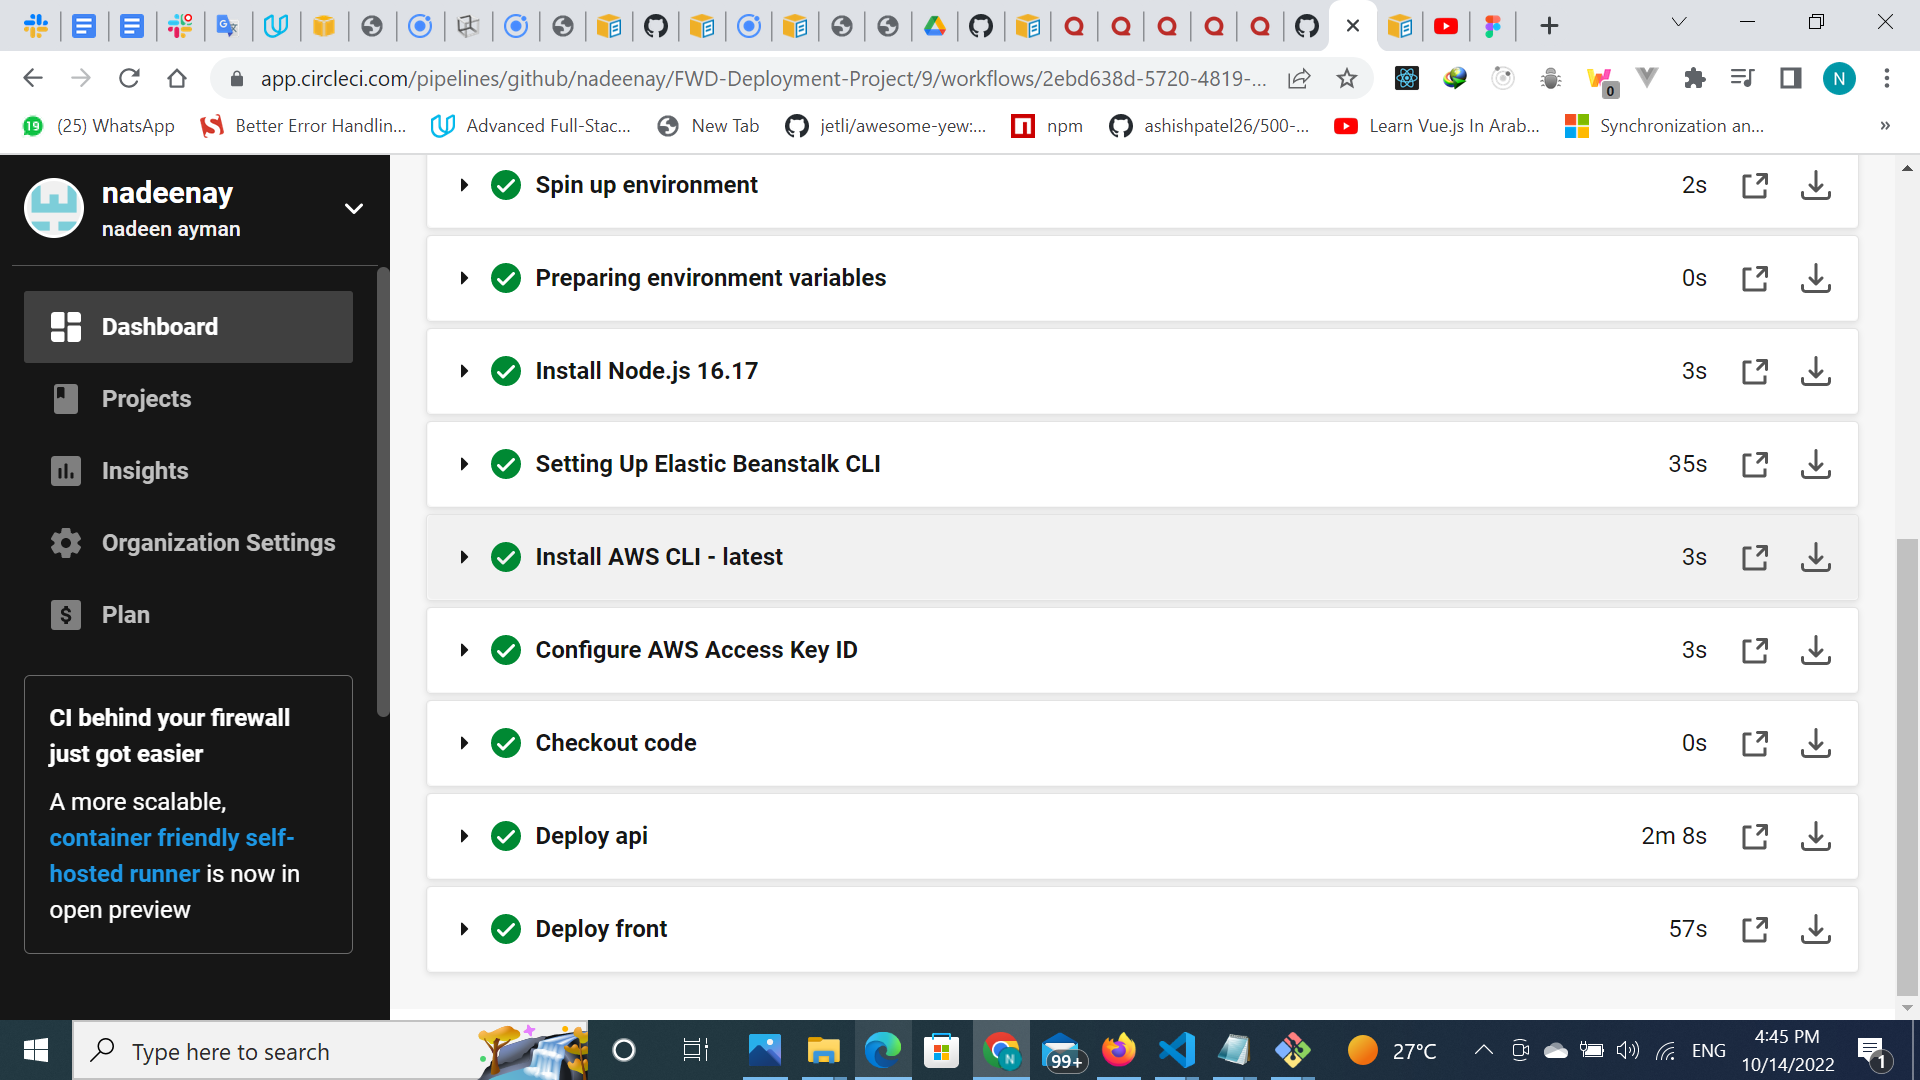 app.circleci.com/pipelines/github/nadeenay/FWD-Deployment-Project/9/workflows/2ebd638d-5720-4819-...
0
N
19
(25) WhatsApp
Better Error Handlin...
Advanced Full-Stac...
New Tab
jetli/awesome-yew:...
npm
ashishpatel26/500-...
Learn Vue.js In Arab...
Synchronization an...
»
nadeenay
nadeen ayman
Dashboard
Projects
Insights
Organization Settings
Plan
CI behind your firewall
just got easier
A more scalable,
container friendly self-
hosted runner is now in
open preview
Spin up environment 2s
Preparing environment variables 0s
Install Node.js 16.17 3s
Setting Up Elastic Beanstalk CLI 35s
Install AWS CLI - latest 3s
Configure AWS Access Key ID 3s
Checkout code 0s
Deploy api 2m 8s
Deploy front 57s
Type here to search
N
99+
27°C
ENG
4:45 PM
10/14/2022
1